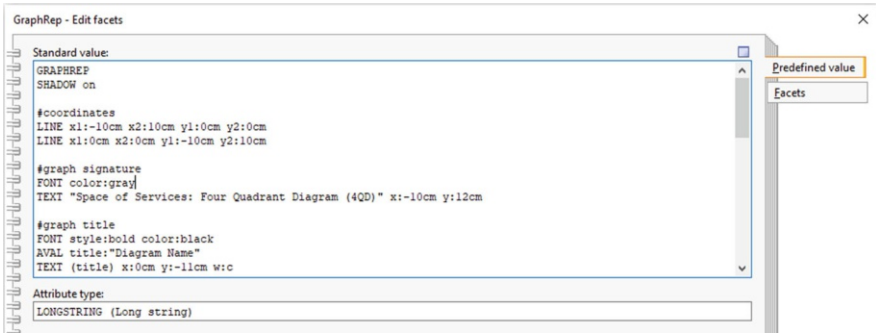 GraphRep - Edit facets
Standard value:
GRAPHREP
SHADOW on
#coordinates
LINE x1:-10cm x2:10cm y1:0cm y2:0cm
LINE x1:0cm x2:0cm y1:-10cm y2:10cm
#graph signature
FONT color:gray
TEXT "Space of Services: Four Quadrant Diagram (4QD)" x:-10cm y:12cm
#graph title
FONT style:bold color:black
AVAL title:"Diagram Name"
TEXT (title) x:0cm y:-11cm w:c
Attribute type:
LONGSTRING (Long string)
Predefined value
Facets